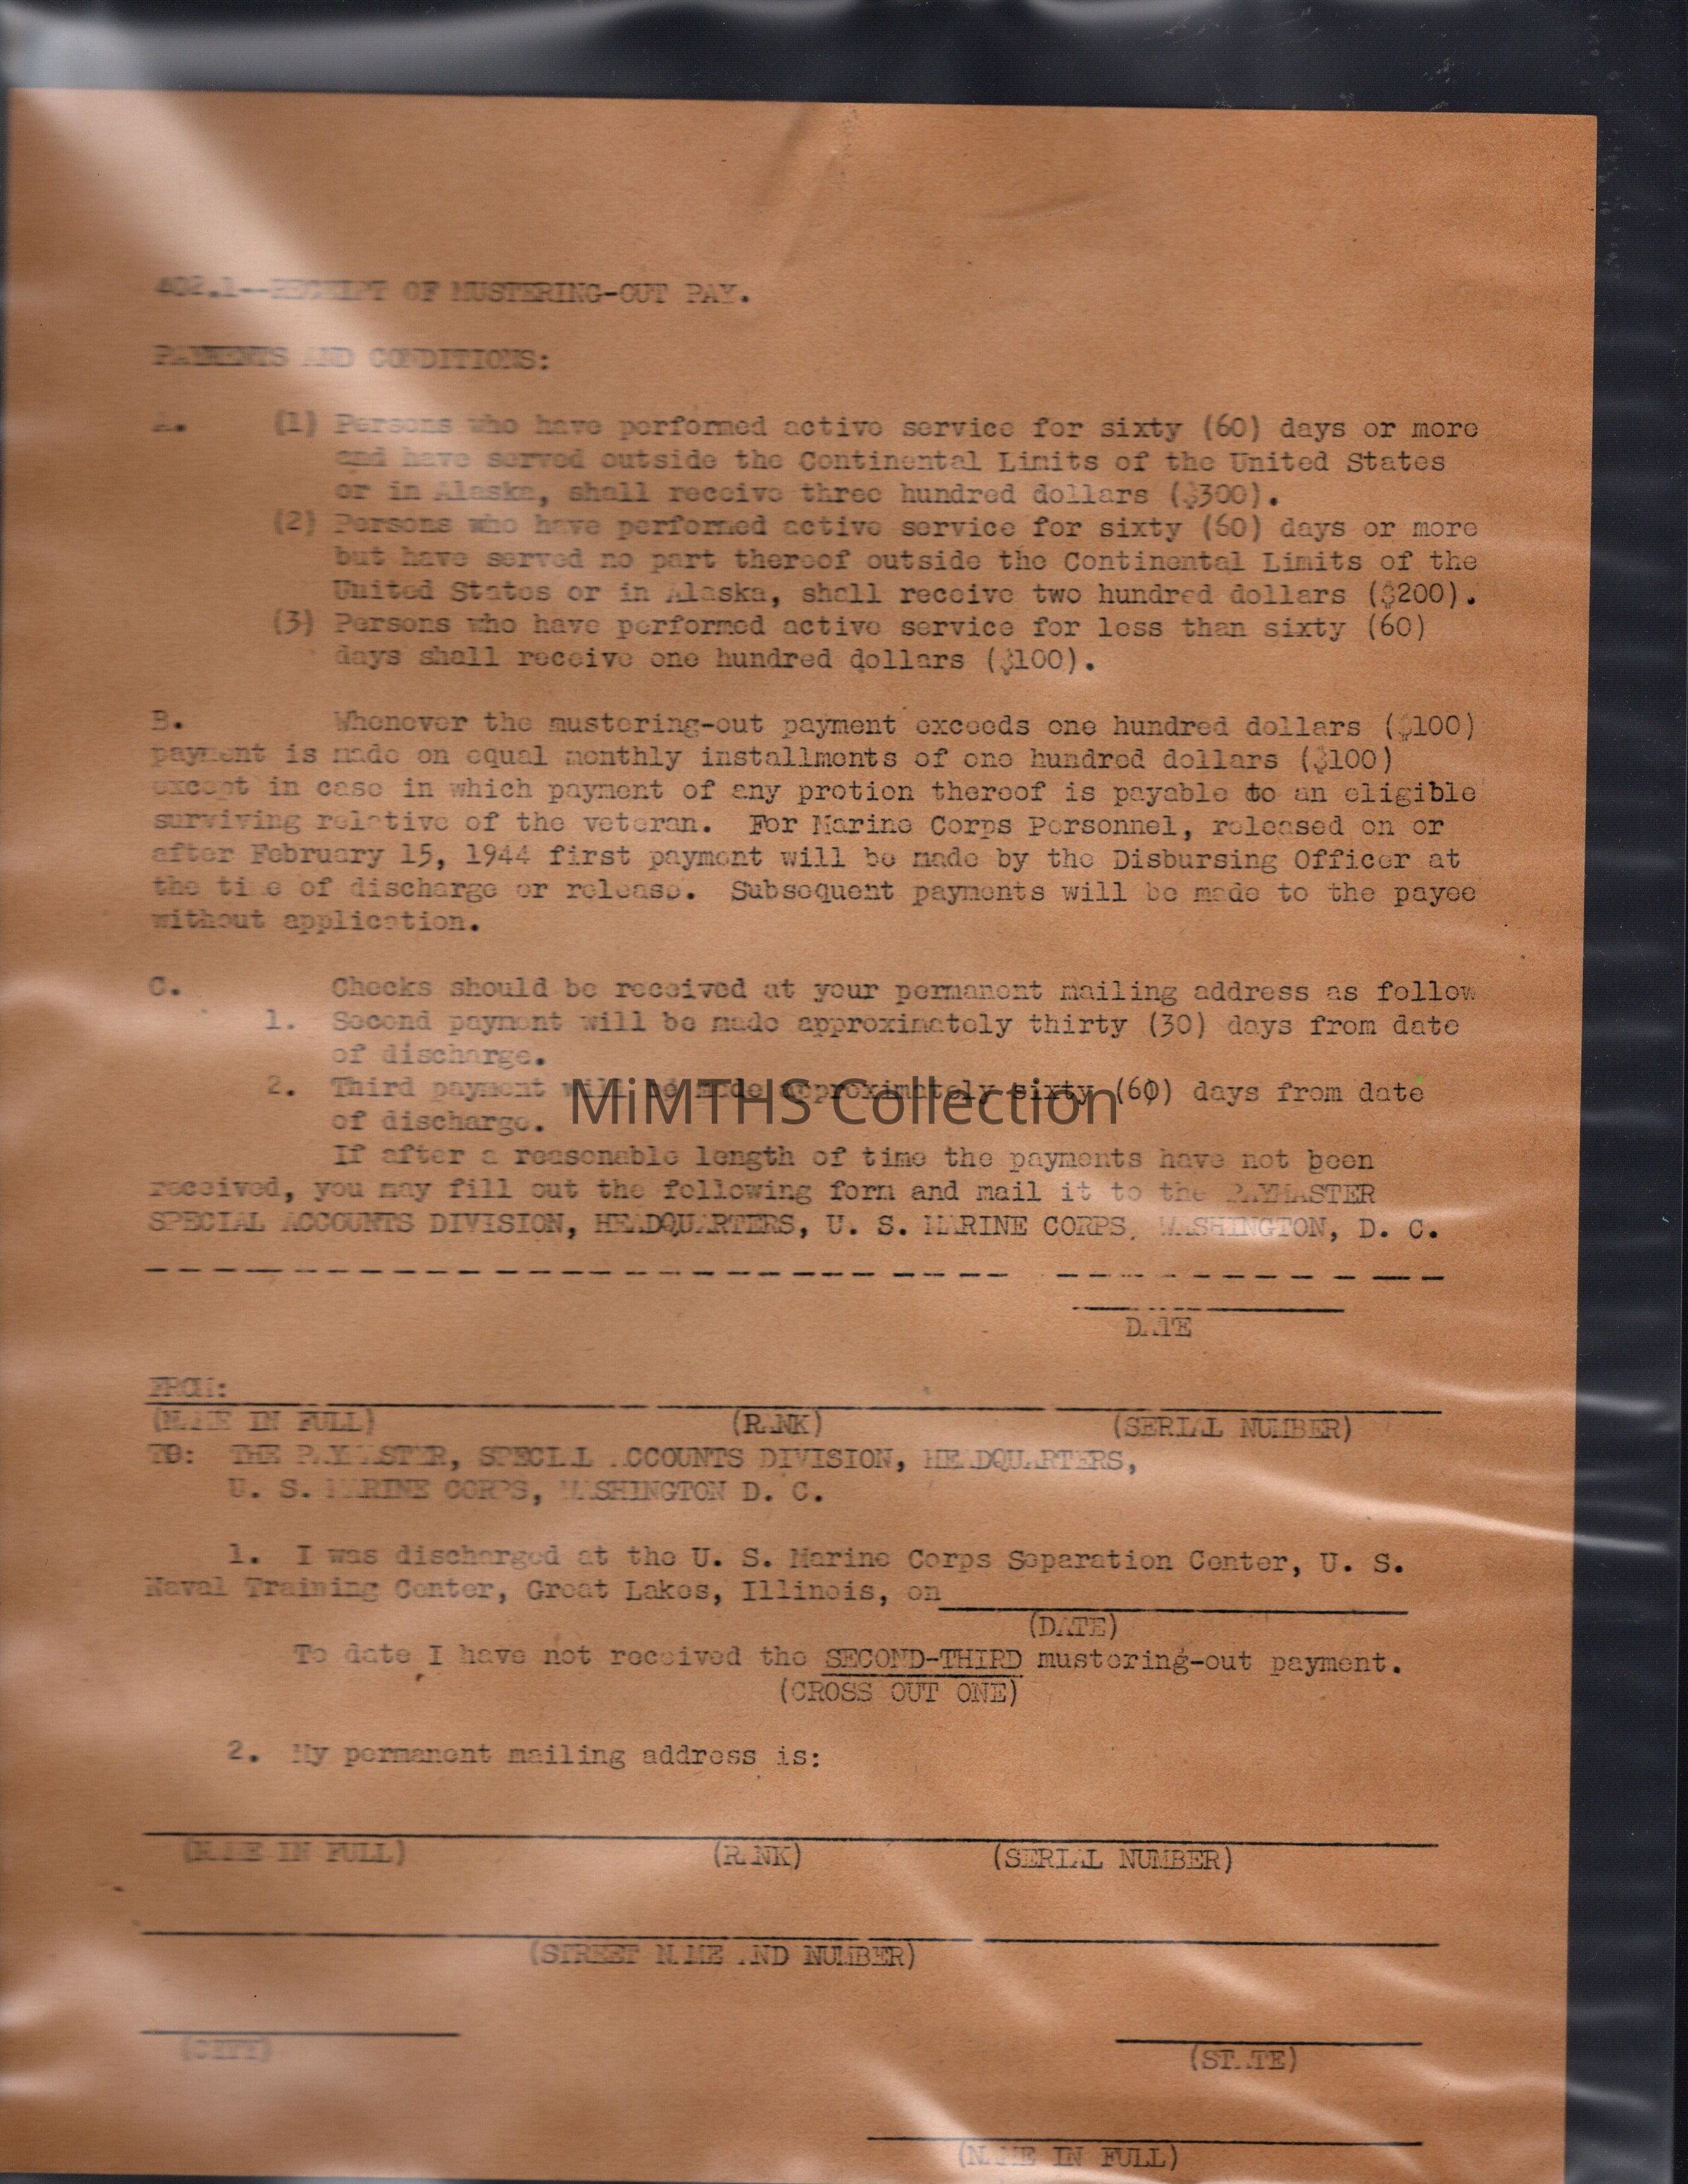 402.1--RECEIPT OF MUSTERING-OUT PAY.
PAYMENTS AND CONDITIONS:
A. (1) Persons who have performed active service for sixty (60) days or more
and have served outside the Continental Limits of the United States
or in Alaska, shall receive three hundred dollars ($300).
(2) Persons who have performed active service for sixty (60) days or more
but have served no part thereof outside the Continental Limits of the
United States or in Alaska, shall receive two hundred dollars ($200).
(3) Persons who have performed active service for less than sixty (60)
days shall receive one hundred dollars ($100).
B. Whenever the mustering-out payment exceeds one hundred dollars ($100)
payment is made on equal monthly installments of one hundred dollars ($100)
except in case in which payment of any protion thereof is payable to an eligible
surviving relative of the veteran. For Marine Corps Personnel, released on or
after February 15, 1944 first payment will be made by the Disbursing Officer at
the time of discharge or release. Subsequent payments will be made to the payee
without application.
C. Checks should be received at your permanent mailing address as follow
1. Second payment will be made approximately thirty (30) days from date
of discharge.
2. Third payment will be made approximately sixty (60) days from date
MiMTHS Collection
of discharge.
If after a reasonable length of time the payments have not been
received, you may fill out the following form and mail it to the PAYMASTER
SPECIAL ACCOUNTS DIVISION, HEADQUARTERS, U. S. MARINE CORPS, WASHINGTON, D. C.
DATE
FROM:
(NAME IN FULL) (RANK) (SERIAL NUMBER)
TO: THE PAYMASTER, SPECIAL ACCOUNTS DIVISION, HEADQUARTERS,
U. S. MARINE CORPS, WASHINGTON D. C.
1. I was discharged at the U. S. Marine Corps Separation Center, U. S.
Naval Training Center, Great Lakes, Illinois, on
(DATE)
To date I have not received the SECOND-THIRD mustering-out payment.
(CROSS OUT ONE)
2. My permanent mailing address is:
(NAME IN FULL) (RANK) (SERIAL NUMBER)
(STREET NAME AND NUMBER)
(CITY) (STATE)
(NAME IN FULL)